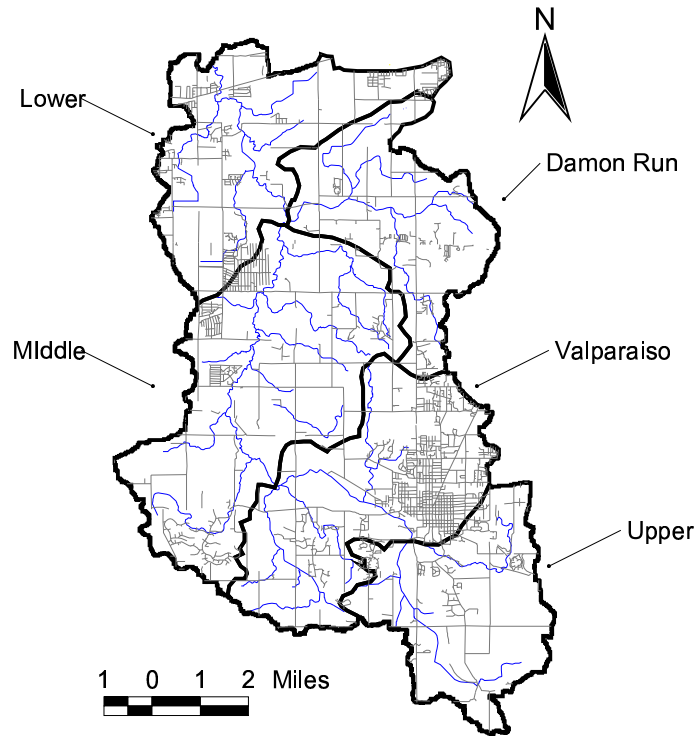 N
Lower
Damon Run
MIddle
Valparaiso
Upper
1 0 1 2 Miles